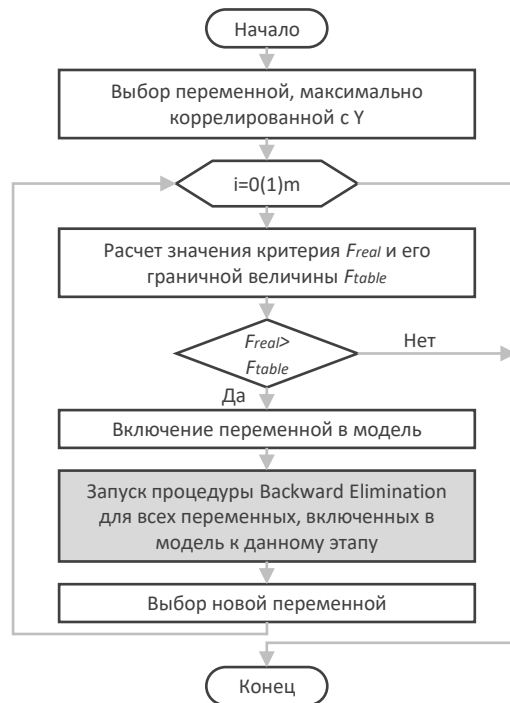 Начало
Выбор переменной, максимально
коррелированной с Y
i=0(1)m
Расчет значения критерия Freal и его
граничной величины Ftable
Freal>
Ftable
Нет
Да
Включение переменной в модель
Запуск процедуры Backward Elimination
для всех переменных, включенных в
модель к данному этапу
Выбор новой переменной
Конец